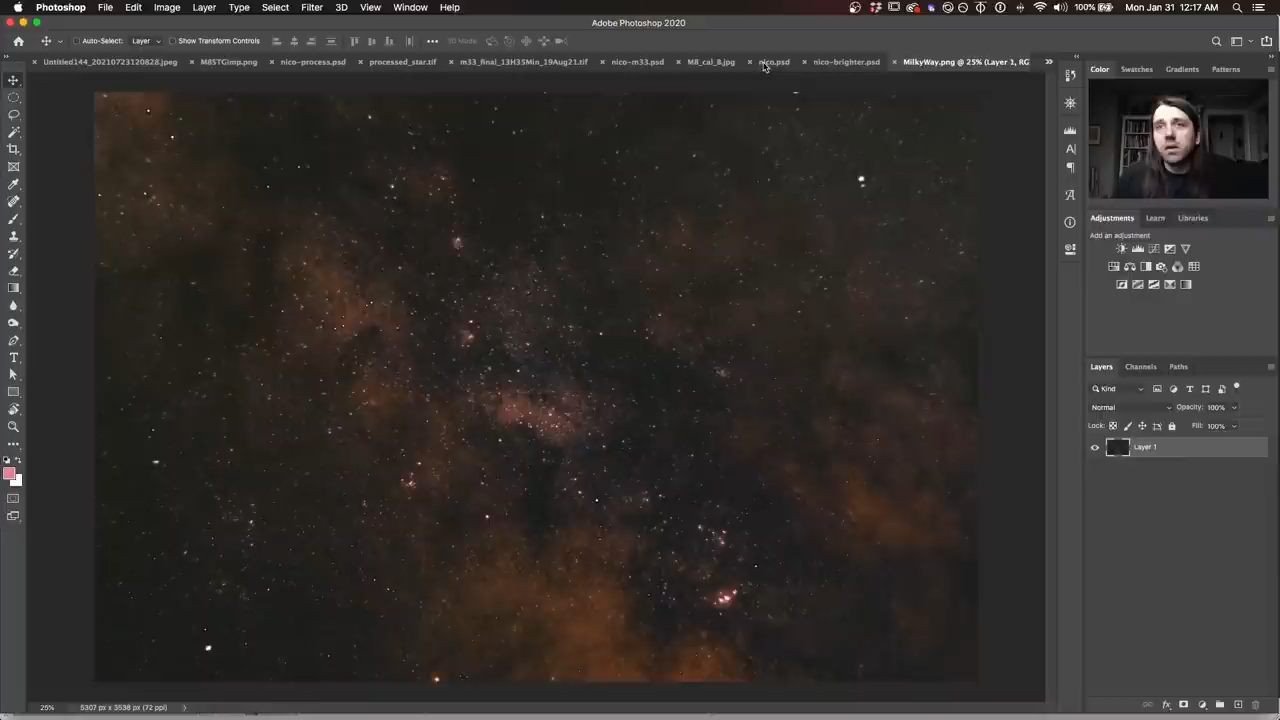 Photoshop File Edit Image Layer Type Select Filter 3D View Window Help 100% Mon Jan 31 12:17 AM
Adobe Photoshop 2020
Auto-Select: Layer Show Transform Controls 3D Mode:
Untitled144_20210723120828.jpeg M8STGimp.png nico-process.psd processed_star.tif m33_final_13H35Min_19Aug21.tif nico-m33.psd M8_cal_B.jpg nico.psd nico-brighter.psd MilkyWay.png @ 25% (Layer 1, RG
Color Swatches Gradients Patterns
Adjustments Learn Libraries
Add an adjustment
Layers Channels Paths
Kind
Normal Opacity: 100%
Lock: Fill: 100%
Layer 1
25% 5307 px x 3538 px (72 ppi)